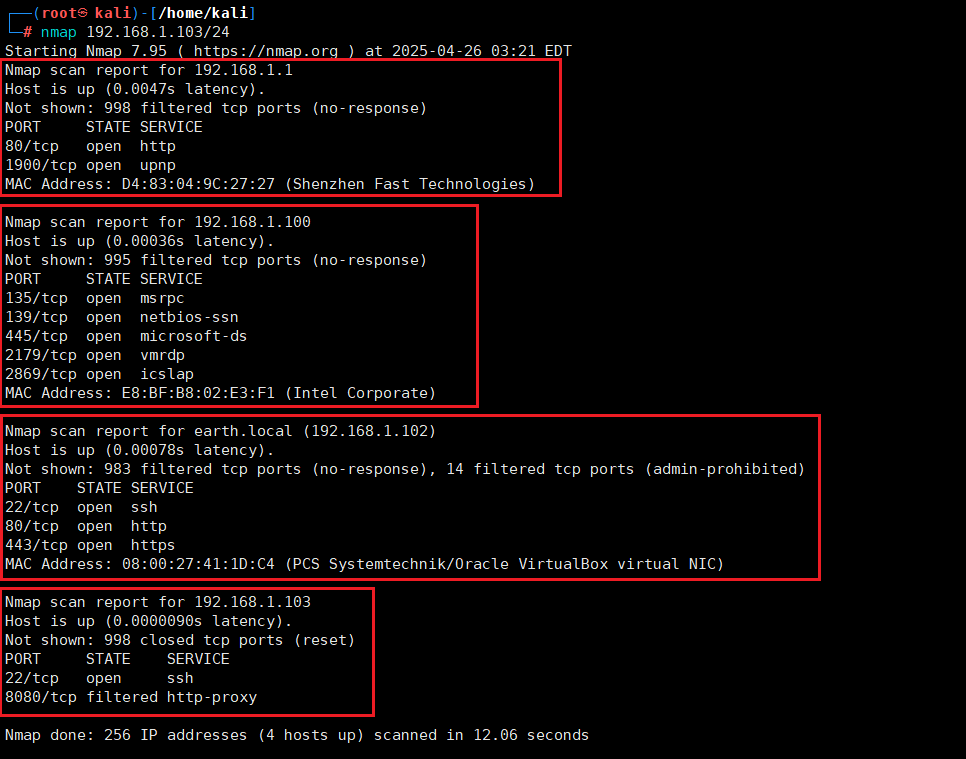 ┌──(root㉿kali)-[/home/kali]
└─# nmap 192.168.1.103/24
Starting Nmap 7.95 ( https://nmap.org ) at 2025-04-26 03:21 EDT
Nmap scan report for 192.168.1.1
Host is up (0.0047s latency).
Not shown: 998 filtered tcp ports (no-response)
PORT     STATE SERVICE
80/tcp   open  http
1900/tcp open  upnp
MAC Address: D4:83:04:9C:27:27 (Shenzhen Fast Technologies)
Nmap scan report for 192.168.1.100
Host is up (0.00036s latency).
Not shown: 995 filtered tcp ports (no-response)
PORT     STATE SERVICE
135/tcp  open  msrpc
139/tcp  open  netbios-ssn
445/tcp  open  microsoft-ds
2179/tcp open  vmrdp
2869/tcp open  icslap
MAC Address: E8:BF:B8:02:E3:F1 (Intel Corporate)
Nmap scan report for earth.local (192.168.1.102)
Host is up (0.00078s latency).
Not shown: 983 filtered tcp ports (no-response), 14 filtered tcp ports (admin-prohibited)
PORT    STATE SERVICE
22/tcp  open  ssh
80/tcp  open  http
443/tcp open  https
MAC Address: 08:00:27:41:1D:C4 (PCS Systemtechnik/Oracle VirtualBox virtual NIC)
Nmap scan report for 192.168.1.103
Host is up (0.0000090s latency).
Not shown: 998 closed tcp ports (reset)
PORT     STATE    SERVICE
22/tcp   open     ssh
8080/tcp filtered http-proxy
Nmap done: 256 IP addresses (4 hosts up) scanned in 12.06 seconds